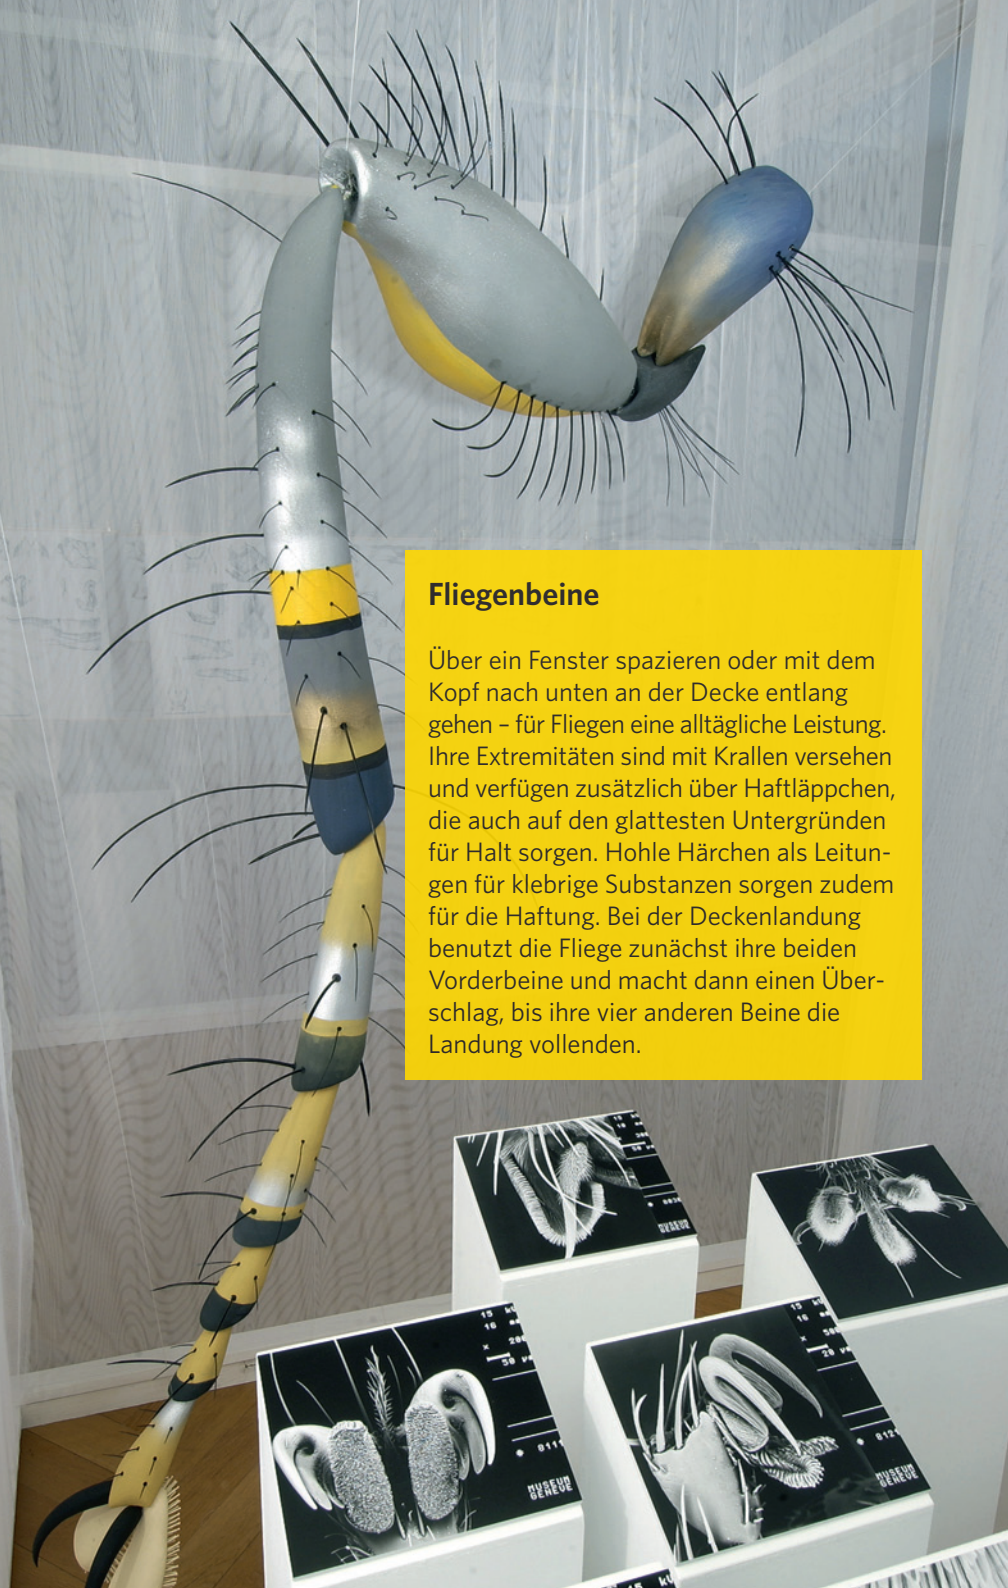 Fliegenbeine
Über ein Fenster spazieren oder mit dem
Kopf nach unten an der Decke entlang
gehen – für Fliegen eine alltägliche Leistung.
Ihre Extremitäten sind mit Krallen versehen
und verfügen zusätzlich über Haftläppchen,
die auch auf den glattesten Untergründen
für Halt sorgen. Hohle Härchen als Leitun-
gen für klebrige Substanzen sorgen zudem
für die Haftung. Bei der Deckenlandung
benutzt die Fliege zunächst ihre beiden
Vorderbeine und macht dann einen Über-
schlag, bis ihre vier anderen Beine die
Landung vollenden.
MUSEUM
GENEVE
MUSEUM
GENEVE